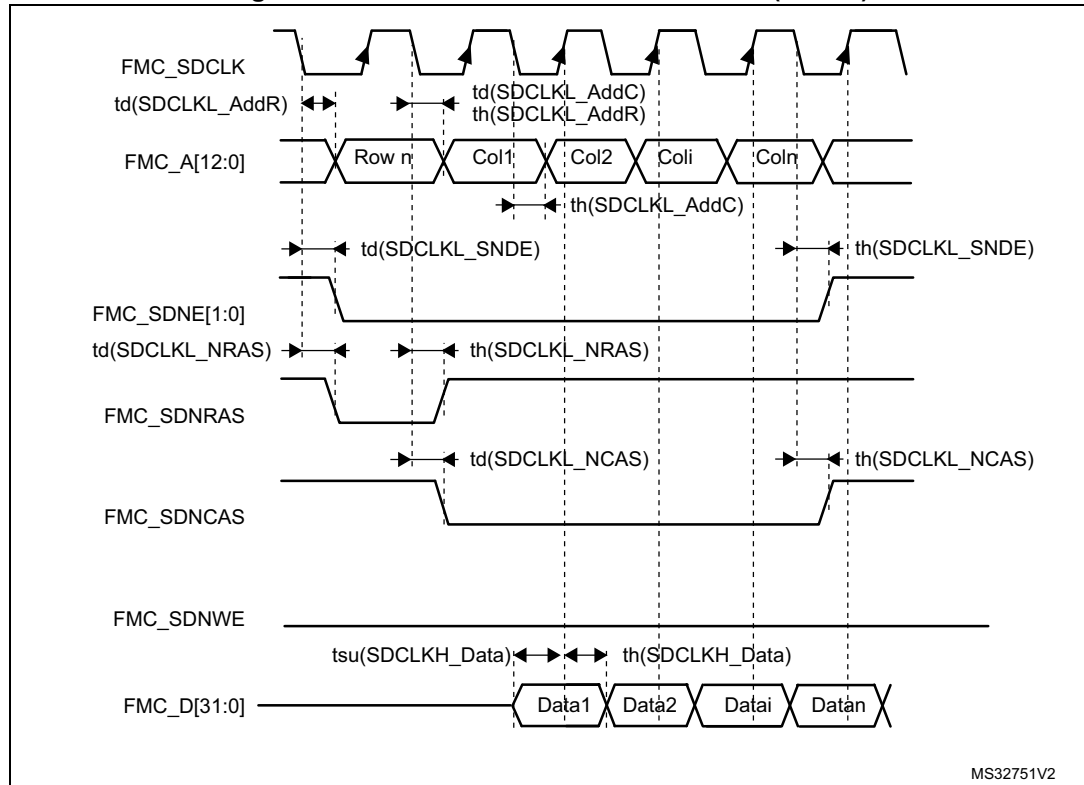 FMC_SDCLK
td(SDCLKL_AddR)
td(SDCLKL_AddC)
th(SDCLKL_AddR)
FMC_A[12:0]
Row n
Col1
Col2
Coli
Coln
th(SDCLKL_AddC)
td(SDCLKL_SNDE)
th(SDCLKL_SNDE)
FMC_SDNE[1:0]
td(SDCLKL_NRAS)
th(SDCLKL_NRAS)
FMC_SDNRAS
td(SDCLKL_NCAS)
th(SDCLKL_NCAS)
FMC_SDNCAS
FMC_SDNWE
tsu(SDCLKH_Data)
th(SDCLKH_Data)
FMC_D[31:0]
Data1
Data2
Datai
Datan
MS32751V2